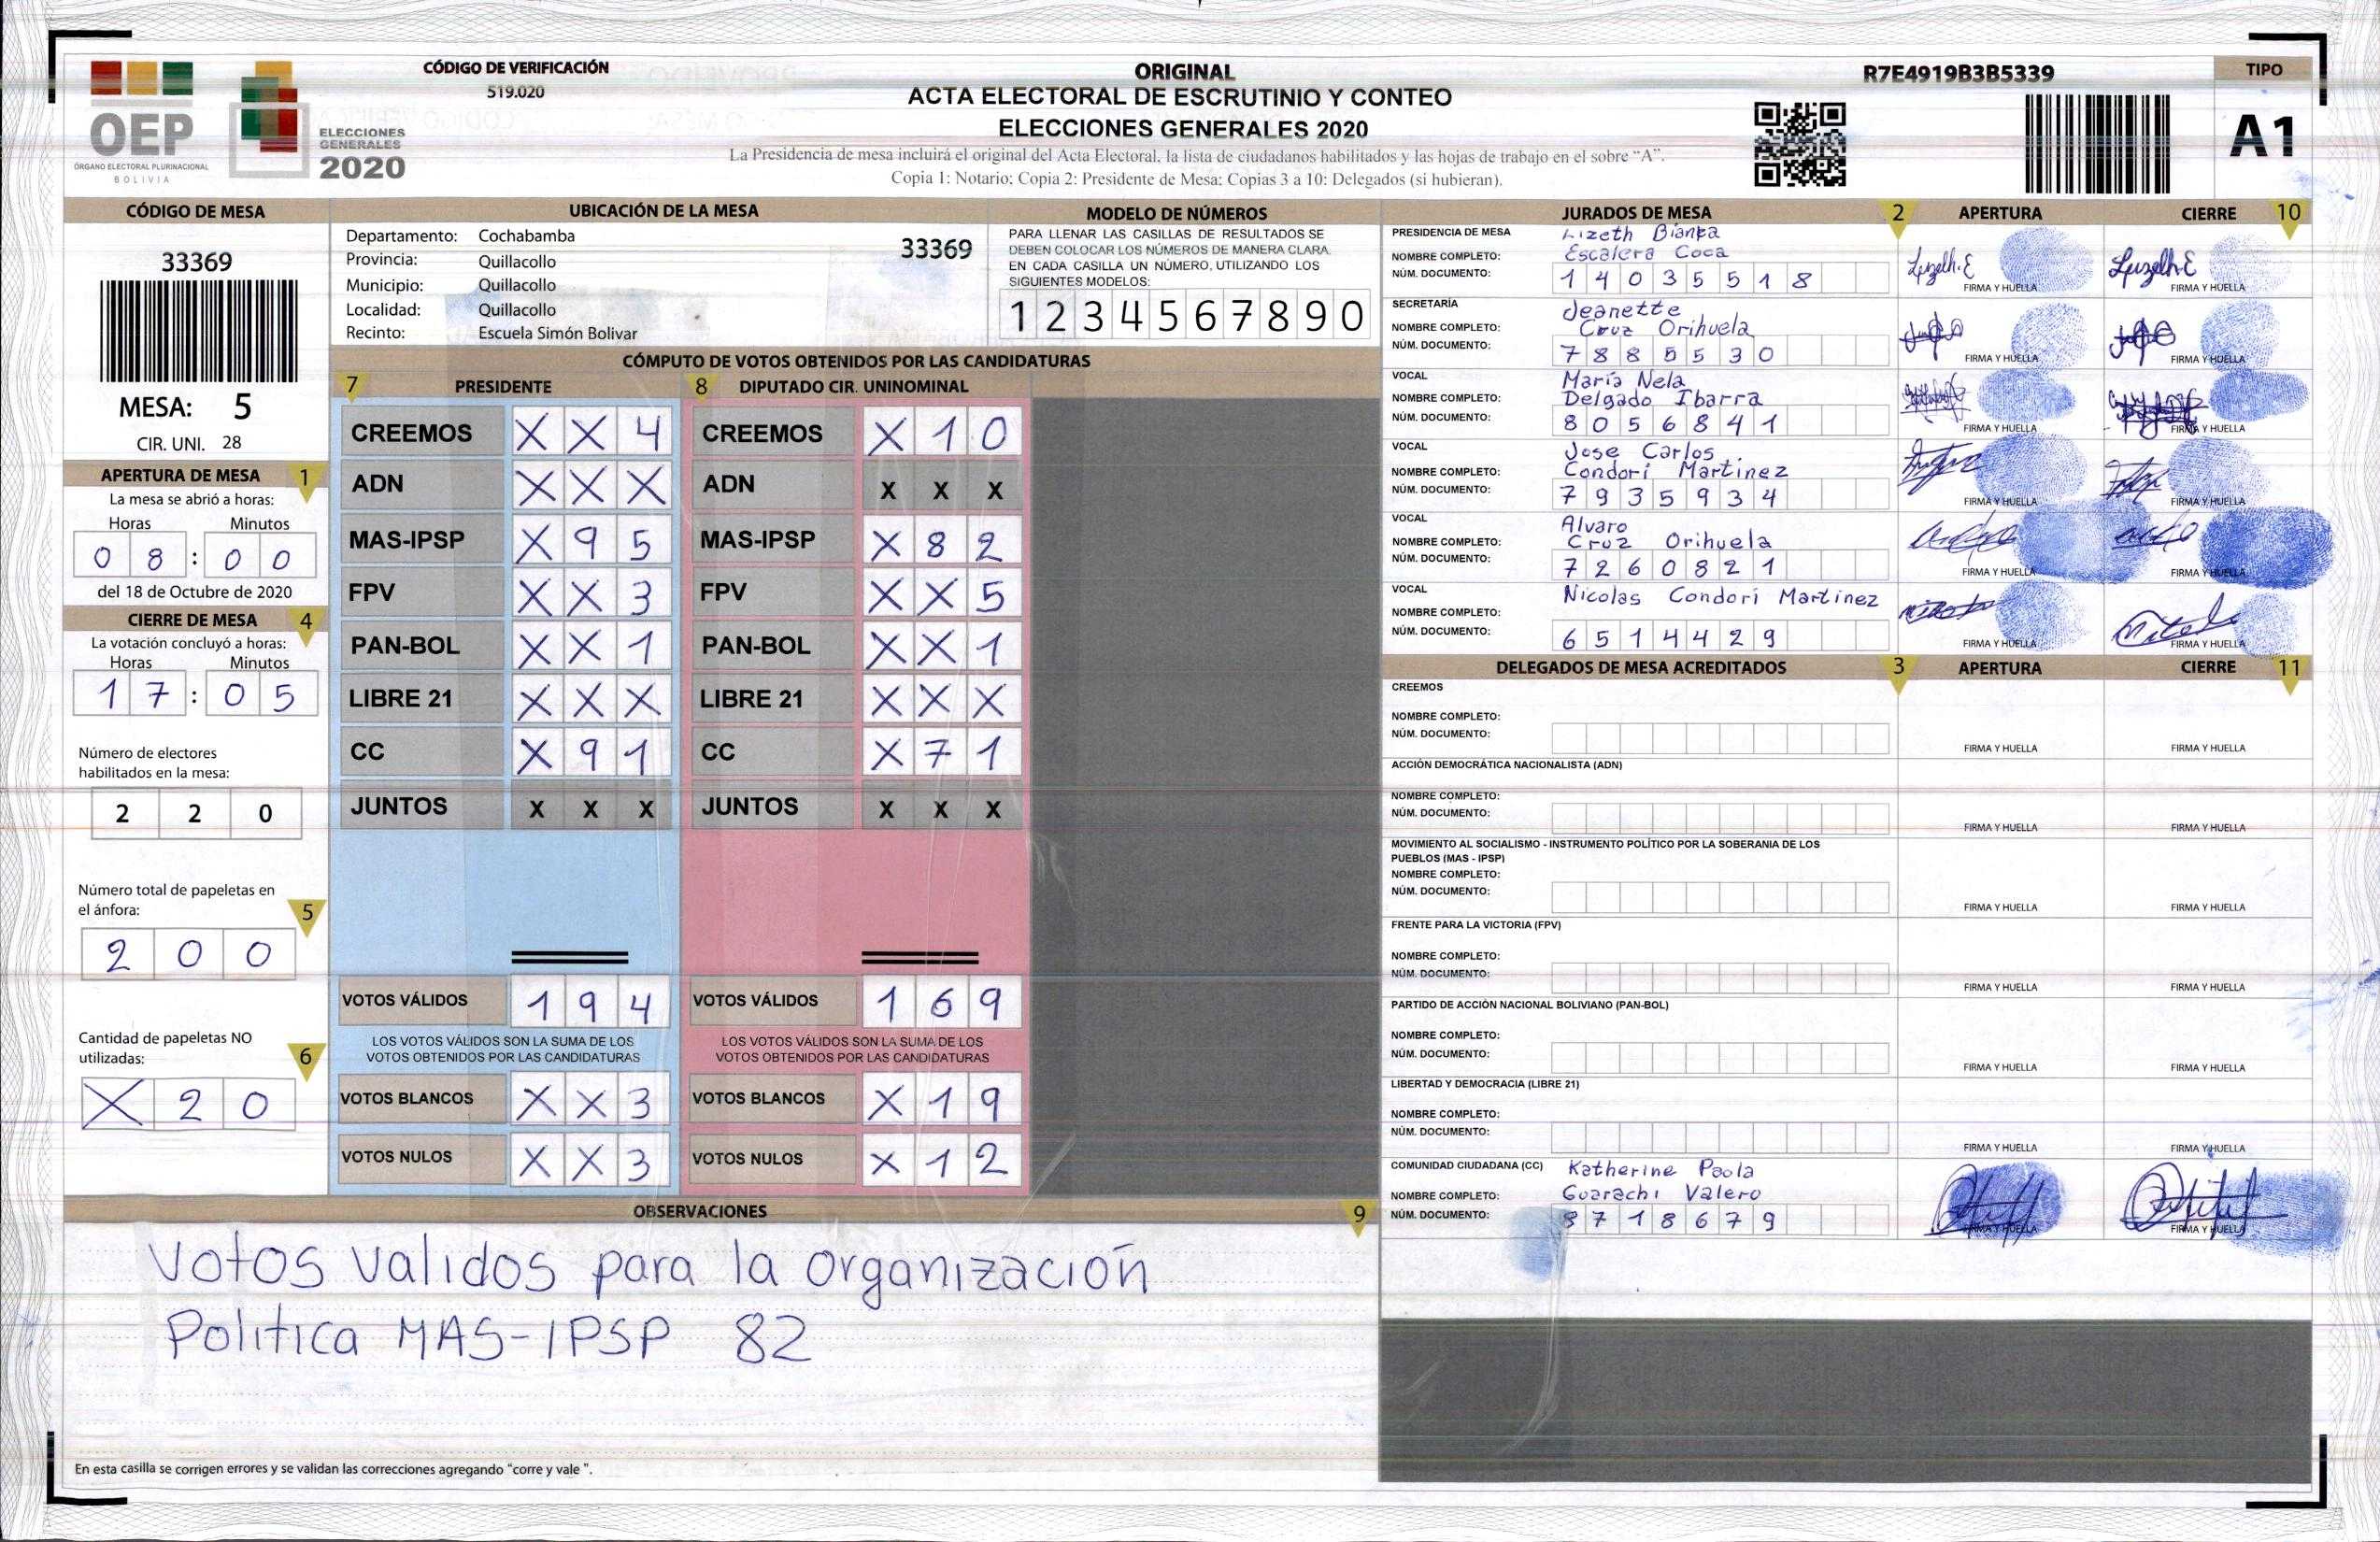 OEP
ÓRGANO ELECTORAL PLURINACIONAL
BOLIVIA
ELECCIONES
GENERALES
2020
CÓDIGO DE VERIFICACIÓN
519.020
ORIGINAL
ACTA ELECTORAL DE ESCRUTINIO Y CONTEO
ELECCIONES GENERALES 2020
La Presidencia de mesa incluirá el original del Acta Electoral, la lista de ciudadanos habilitados y las hojas de trabajo en el sobre "A".
Copia 1: Notario; Copia 2: Presidente de Mesa; Copias 3 a 10: Delegados (si hubieran).
R7E4919B3B5339
TIPO
A1
CÓDIGO DE MESA
33369
MESA: 5
CIR. UNI. 28
APERTURA DE MESA 1
La mesa se abrió a horas:
Horas Minutos
0 8 : 0 0
del 18 de Octubre de 2020
CIERRE DE MESA 4
La votación concluyó a horas:
Horas Minutos
1 7 : 0 5
Número de electores
habilitados en la mesa:
2 2 0
Número total de papeletas en
el ánfora: 5
2 0 0
Cantidad de papeletas NO
utilizadas: 6
X 2 0
UBICACIÓN DE LA MESA
Departamento: Cochabamba 33369
Provincia: Quillacollo
Municipio: Quillacollo
Localidad: Quillacollo
Recinto: Escuela Simón Bolivar
MODELO DE NÚMEROS
PARA LLENAR LAS CASILLAS DE RESULTADOS SE
DEBEN COLOCAR LOS NÚMEROS DE MANERA CLARA.
EN CADA CASILLA UN NÚMERO, UTILIZANDO LOS
SIGUIENTES MODELOS:
1 2 3 4 5 6 7 8 9 0
CÓMPUTO DE VOTOS OBTENIDOS POR LAS CANDIDATURAS
7 PRESIDENTE 8 DIPUTADO CIR. UNINOMINAL
CREEMOS X X 4 CREEMOS X 1 0
ADN X X X ADN X X X
MAS-IPSP X 9 5 MAS-IPSP X 8 2
FPV X X 3 FPV X X 5
PAN-BOL X X 1 PAN-BOL X X 1
LIBRE 21 X X X LIBRE 21 X X X
CC X 9 1 CC X 7 1
JUNTOS X X X JUNTOS X X X
VOTOS VÁLIDOS 1 9 4 VOTOS VÁLIDOS 1 6 9
LOS VOTOS VÁLIDOS SON LA SUMA DE LOS LOS VOTOS VÁLIDOS SON LA SUMA DE LOS
VOTOS OBTENIDOS POR LAS CANDIDATURAS VOTOS OBTENIDOS POR LAS CANDIDATURAS
VOTOS BLANCOS X X 3 VOTOS BLANCOS X 1 9
VOTOS NULOS X X 3 VOTOS NULOS X 1 2
OBSERVACIONES 9
Votos validos para la organización
Politica MAS-IPSP 82
En esta casilla se corrigen errores y se validan las correcciones agregando "corre y vale ".
JURADOS DE MESA 2 APERTURA CIERRE 10
PRESIDENCIA DE MESA Lizeth Bianka
NOMBRE COMPLETO: Escalera Coca
NÚM. DOCUMENTO: 1 4 0 3 5 5 1 8
FIRMA Y HUELLA FIRMA Y HUELLA
SECRETARÍA Jeanette
NOMBRE COMPLETO: Cruz Orihuela
NÚM. DOCUMENTO: 7 8 8 5 5 3 0
FIRMA Y HUELLA FIRMA Y HUELLA
VOCAL María Nela
NOMBRE COMPLETO: Delgado Ibarra
NÚM. DOCUMENTO: 8 0 5 6 8 4 1
FIRMA Y HUELLA FIRMA Y HUELLA
VOCAL Jose Carlos
NOMBRE COMPLETO: Condori Martinez
NÚM. DOCUMENTO: 7 9 3 5 9 3 4
FIRMA Y HUELLA FIRMA Y HUELLA
VOCAL Alvaro
NOMBRE COMPLETO: Cruz Orihuela
NÚM. DOCUMENTO: 7 2 6 0 8 2 1
FIRMA Y HUELLA FIRMA Y HUELLA
VOCAL Nicolas Condori Martinez
NOMBRE COMPLETO:
NÚM. DOCUMENTO: 6 5 1 4 4 2 9
FIRMA Y HUELLA FIRMA Y HUELLA
DELEGADOS DE MESA ACREDITADOS 3 APERTURA CIERRE 11
CREEMOS
NOMBRE COMPLETO:
NÚM. DOCUMENTO:
FIRMA Y HUELLA FIRMA Y HUELLA
ACCIÓN DEMOCRÁTICA NACIONALISTA (ADN)
NOMBRE COMPLETO:
NÚM. DOCUMENTO:
FIRMA Y HUELLA FIRMA Y HUELLA
MOVIMIENTO AL SOCIALISMO - INSTRUMENTO POLÍTICO POR LA SOBERANIA DE LOS
PUEBLOS (MAS - IPSP)
NOMBRE COMPLETO:
NÚM. DOCUMENTO:
FIRMA Y HUELLA FIRMA Y HUELLA
FRENTE PARA LA VICTORIA (FPV)
NOMBRE COMPLETO:
NÚM. DOCUMENTO:
FIRMA Y HUELLA FIRMA Y HUELLA
PARTIDO DE ACCIÓN NACIONAL BOLIVIANO (PAN-BOL)
NOMBRE COMPLETO:
NÚM. DOCUMENTO:
FIRMA Y HUELLA FIRMA Y HUELLA
LIBERTAD Y DEMOCRACIA (LIBRE 21)
NOMBRE COMPLETO:
NÚM. DOCUMENTO:
FIRMA Y HUELLA FIRMA Y HUELLA
COMUNIDAD CIUDADANA (CC) Katherine Paola
NOMBRE COMPLETO: Guarachi Valero
NÚM. DOCUMENTO: 8 7 1 8 6 7 9
FIRMA Y HUELLA FIRMA Y HUELLA